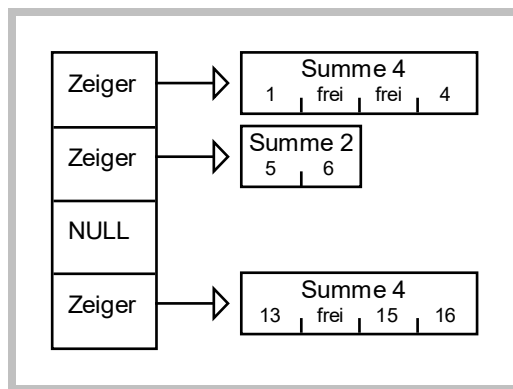 Zeiger
Summe 4
1 frei frei 4
Zeiger
Summe 2
5 6
NULL
Zeiger
Summe 4
13 frei 15 16